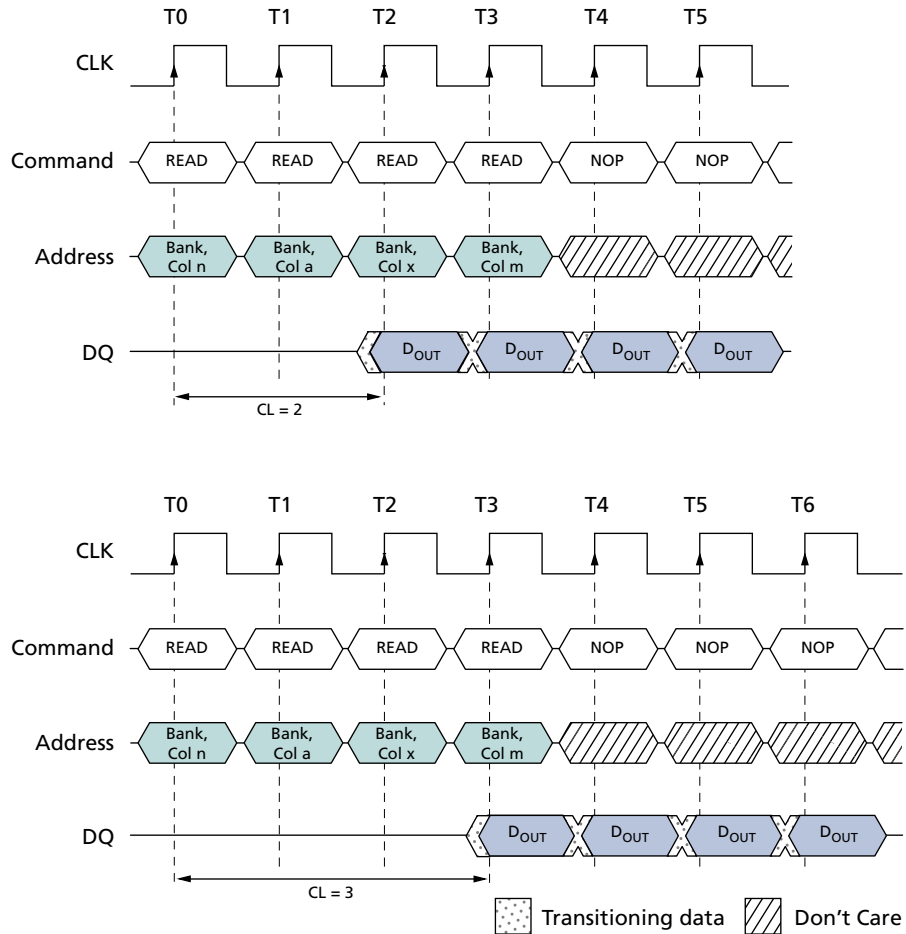 T0 T1 T2 T3 T4 T5
CLK
Command READ READ READ READ NOP NOP
Address Bank, Col n Bank, Col a Bank, Col x Bank, Col m
DQ DOUT DOUT DOUT DOUT
CL = 2
T0 T1 T2 T3 T4 T5 T6
CLK
Command READ READ READ READ NOP NOP NOP
Address Bank, Col n Bank, Col a Bank, Col x Bank, Col m
DQ DOUT DOUT DOUT DOUT
CL = 3
Transitioning data Don't Care